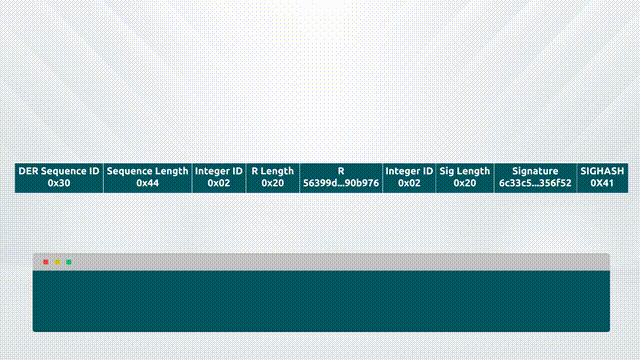 DER Sequence ID Sequence Length Integer ID R Length R Integer ID Sig Length Signature SIGHASH
0x30 0x44 0x02 0x20 56399d...90b976 0x02 0x20 6c33c5...356f52 0X41